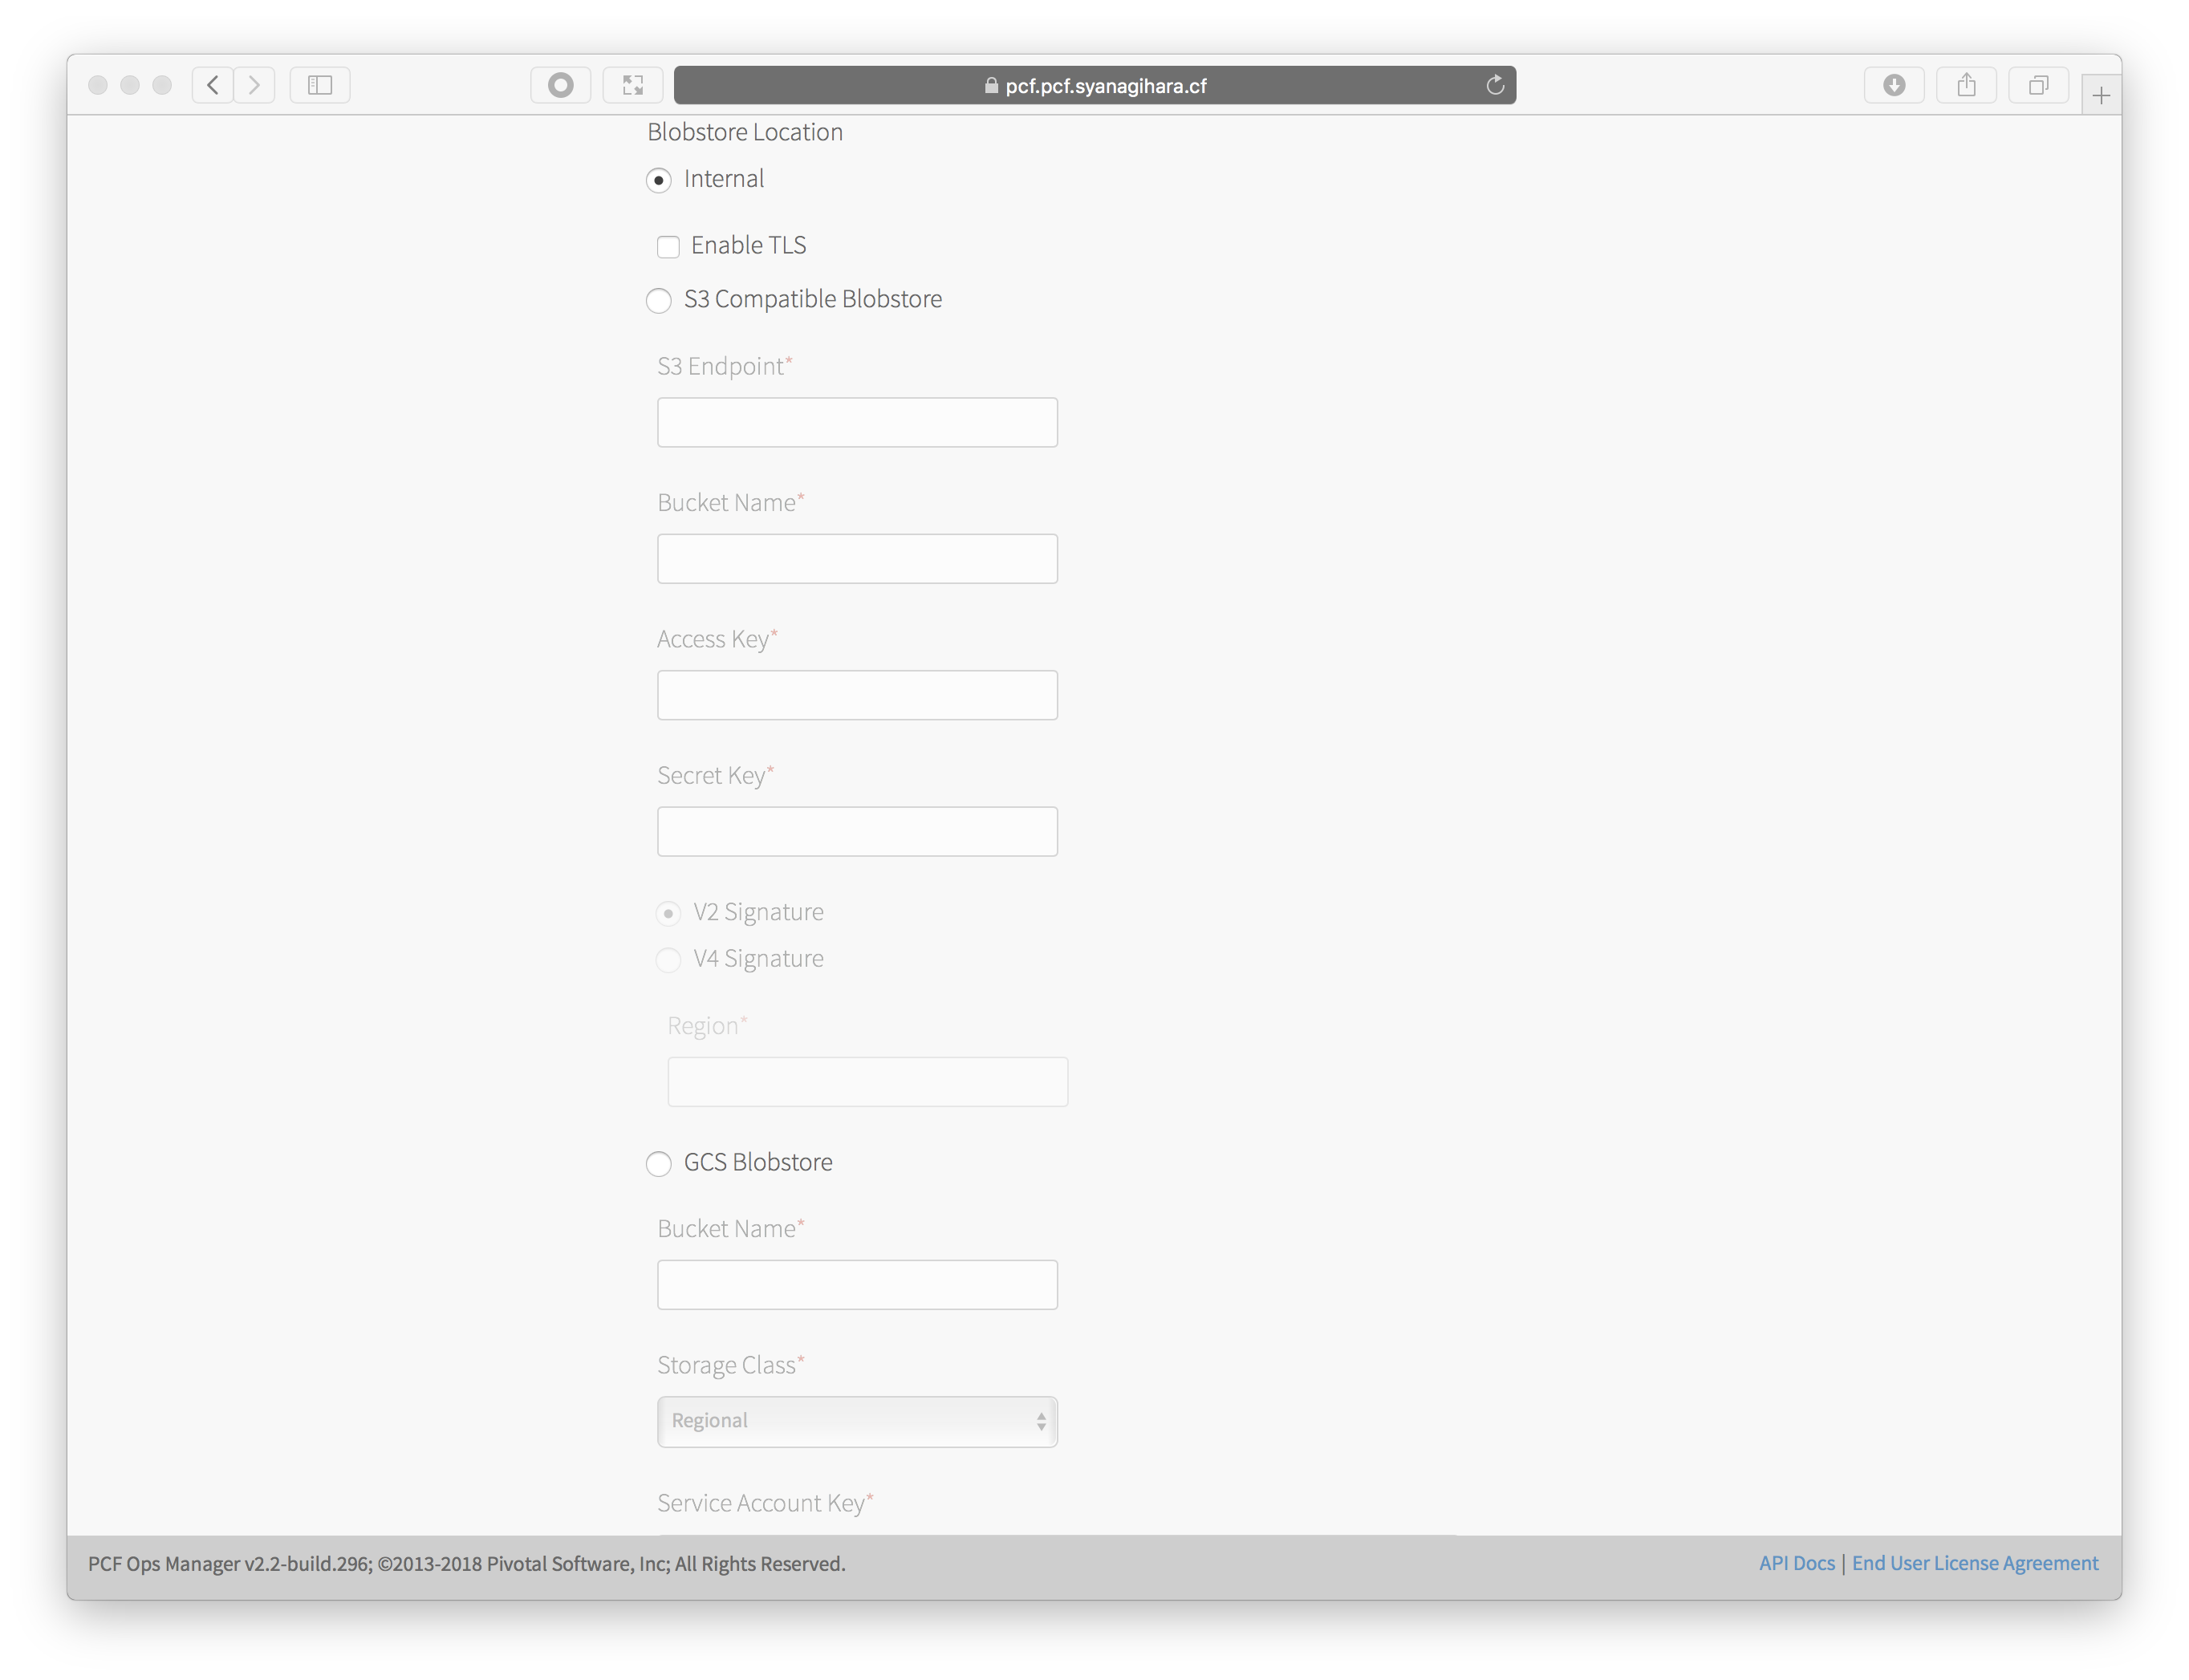 pcf.pcf.syanagihara.cf
Blobstore Location
Internal
Enable TLS
S3 Compatible Blobstore
S3 Endpoint*
Bucket Name*
Access Key*
Secret Key*
V2 Signature
V4 Signature
Region*
GCS Blobstore
Bucket Name*
Storage Class*
Regional
Service Account Key*
PCF Ops Manager v2.2-build.296; ©2013-2018 Pivotal Software, Inc; All Rights Reserved. API Docs | End User License Agreement